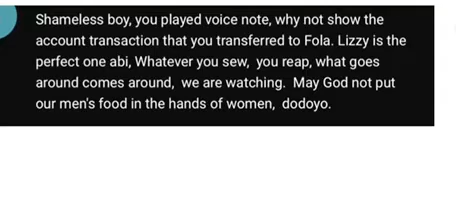 Shameless boy, you played voice note, why not show the
account transaction that you transferred to Fola. Lizzy is the
perfect one abi, Whatever you sew, you reap, what goes
around comes around, we are watching. May God not put
our men's food in the hands of women, dodoyo.